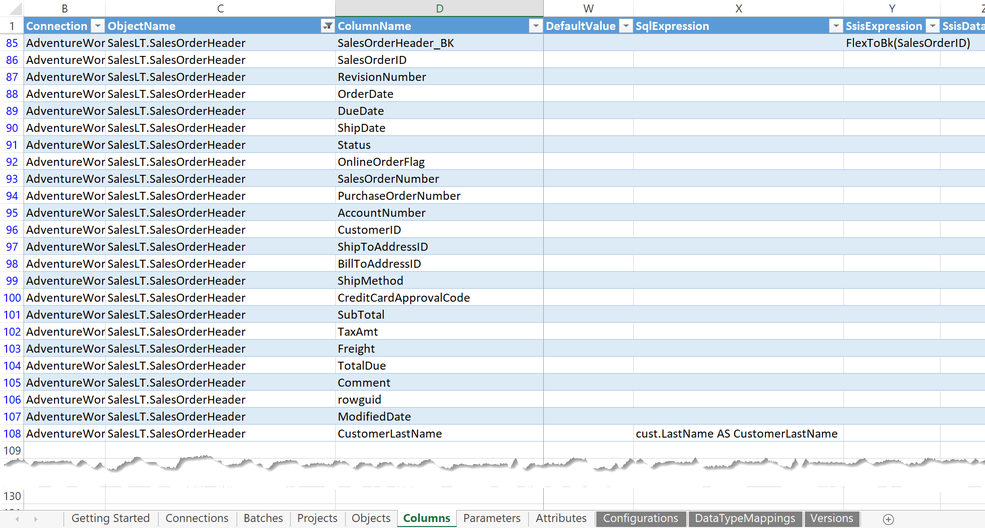 B C D W X Y Z
1 Connection ObjectName ColumnName DefaultValue SqlExpression SsisExpression SsisData
85 AdventureWor SalesLT.SalesOrderHeader SalesOrderHeader_BK FlexToBk(SalesOrderID)
86 AdventureWor SalesLT.SalesOrderHeader SalesOrderID
87 AdventureWor SalesLT.SalesOrderHeader RevisionNumber
88 AdventureWor SalesLT.SalesOrderHeader OrderDate
89 AdventureWor SalesLT.SalesOrderHeader DueDate
90 AdventureWor SalesLT.SalesOrderHeader ShipDate
91 AdventureWor SalesLT.SalesOrderHeader Status
92 AdventureWor SalesLT.SalesOrderHeader OnlineOrderFlag
93 AdventureWor SalesLT.SalesOrderHeader SalesOrderNumber
94 AdventureWor SalesLT.SalesOrderHeader PurchaseOrderNumber
95 AdventureWor SalesLT.SalesOrderHeader AccountNumber
96 AdventureWor SalesLT.SalesOrderHeader CustomerID
97 AdventureWor SalesLT.SalesOrderHeader ShipToAddressID
98 AdventureWor SalesLT.SalesOrderHeader BillToAddressID
99 AdventureWor SalesLT.SalesOrderHeader ShipMethod
100 AdventureWor SalesLT.SalesOrderHeader CreditCardApprovalCode
101 AdventureWor SalesLT.SalesOrderHeader SubTotal
102 AdventureWor SalesLT.SalesOrderHeader TaxAmt
103 AdventureWor SalesLT.SalesOrderHeader Freight
104 AdventureWor SalesLT.SalesOrderHeader TotalDue
105 AdventureWor SalesLT.SalesOrderHeader Comment
106 AdventureWor SalesLT.SalesOrderHeader rowguid
107 AdventureWor SalesLT.SalesOrderHeader ModifiedDate
108 AdventureWor SalesLT.SalesOrderHeader CustomerLastName cust.LastName AS CustomerLastName
109
130
Getting Started Connections Batches Projects Objects Columns Parameters Attributes Configurations DataTypeMappings Versions